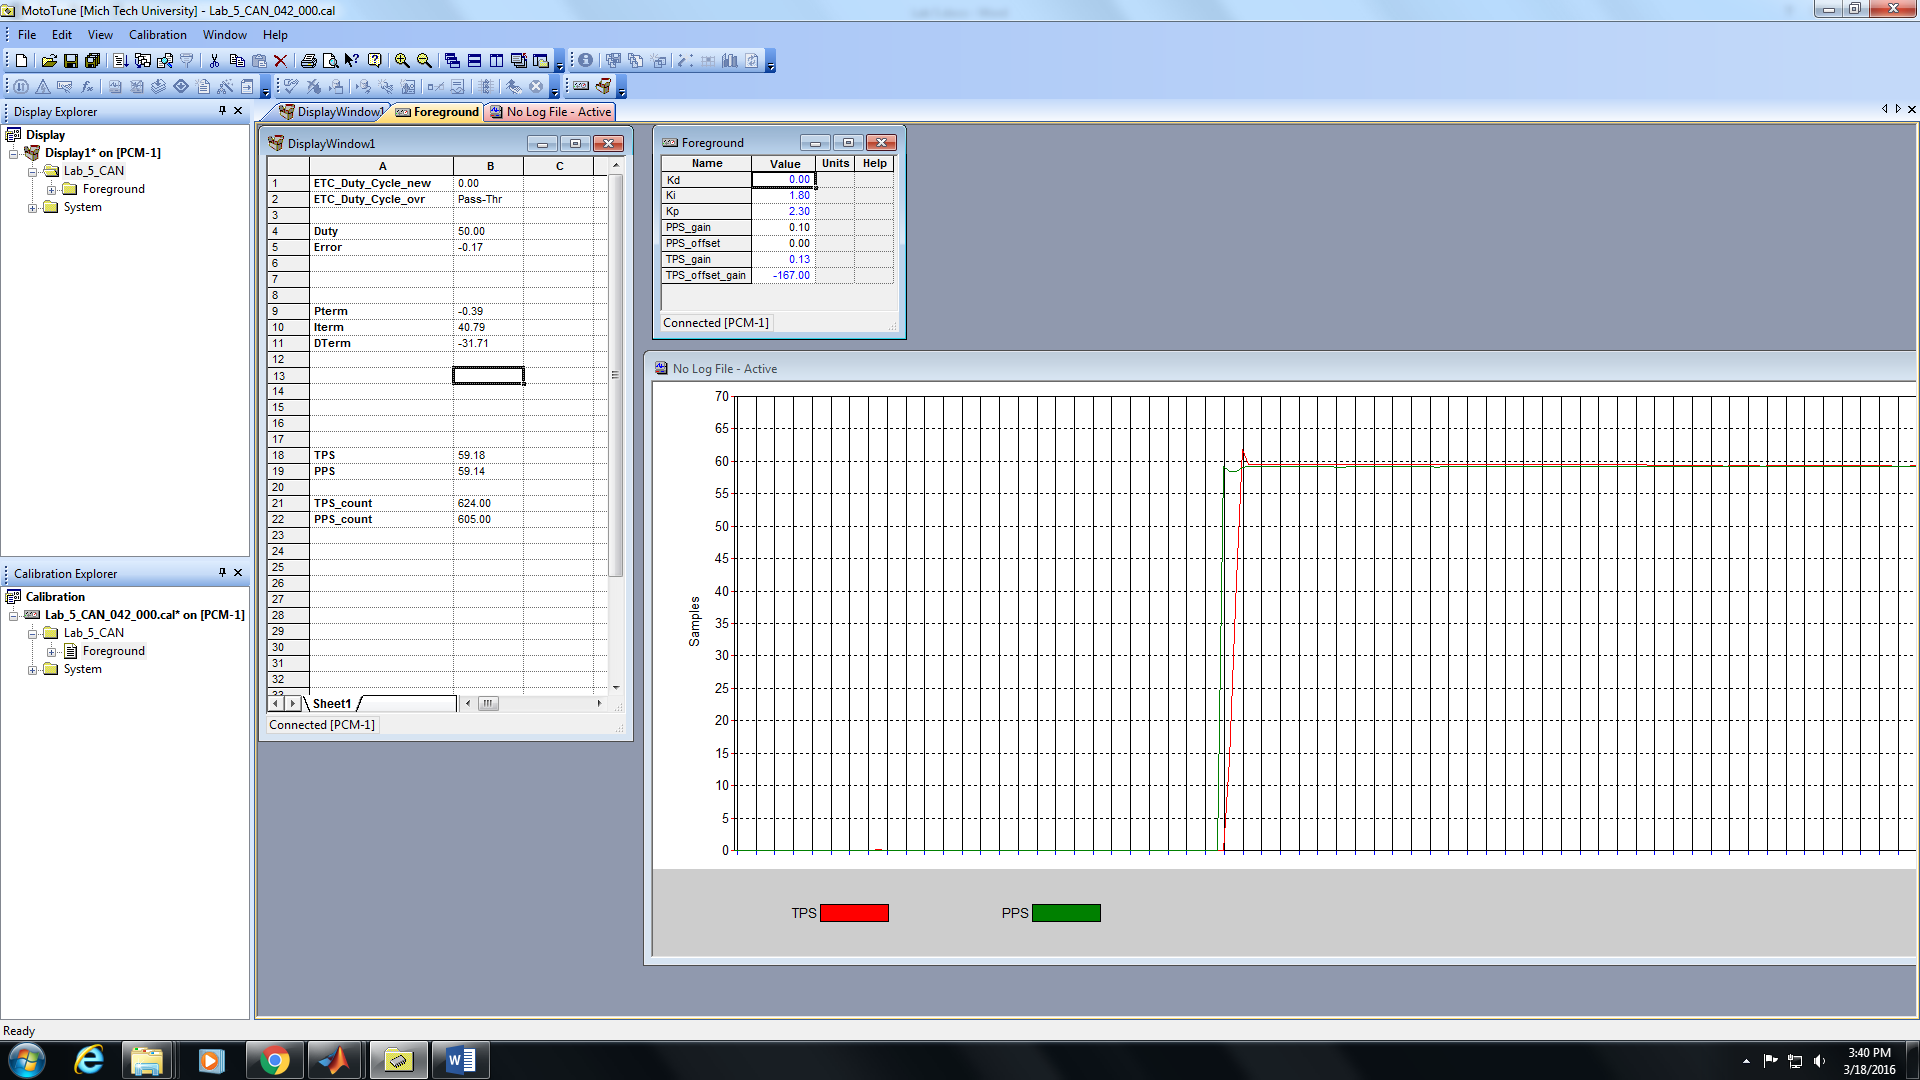 MotoTune [Mich Tech University] - Lab_5_CAN_042_000.cal
File Edit View Calibration Window Help
Display Explorer
Display
Display1* on [PCM-1]
Lab_5_CAN
Foreground
System
Calibration Explorer
Calibration
Lab_5_CAN_042_000.cal* on [PCM-1]
Lab_5_CAN
Foreground
System
DisplayWindow1 Foreground No Log File - Active
DisplayWindow1
A B C
1 ETC_Duty_Cycle_new 0.00
2 ETC_Duty_Cycle_ovr Pass-Thr
3
4 Duty 50.00
5 Error -0.17
6
7
8
9 Pterm -0.39
10 Iterm 40.79
11 DTerm -31.71
12
13
14
15
16
17
18 TPS 59.18
19 PPS 59.14
20
21 TPS_count 624.00
22 PPS_count 605.00
23
24
25
26
27
28
29
30
31
32
33
Sheet1
Connected [PCM-1]
Foreground
Name Value Units Help
Kd 0.00
Ki 1.80
Kp 2.30
PPS_gain 0.10
PPS_offset 0.00
TPS_gain 0.13
TPS_offset_gain -167.00
Connected [PCM-1]
No Log File - Active
70
65
60
55
50
45
40
35
30
25
20
15
10
5
0
Samples
TPS PPS
Ready
3:40 PM
3/18/2016